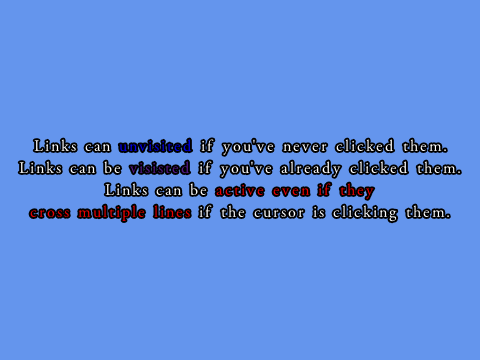 Links can unvisited if you've never clicked them.
Links can be visisted if you've already clicked them.
Links can be active even if they
cross multiple lines if the cursor is clicking them.